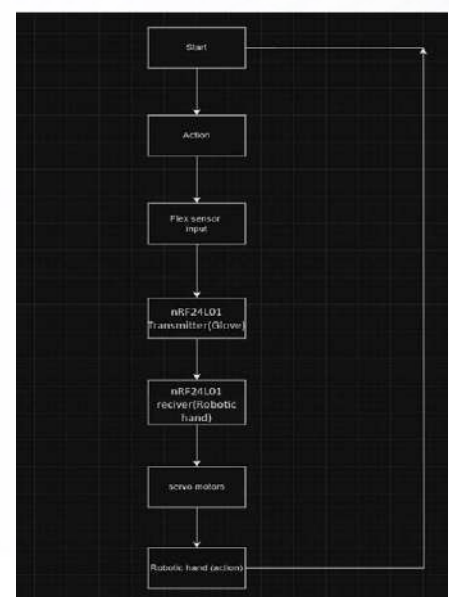 Start
Action
Flex sensor
input
nRF24L01
Transmitter(Glove)
nRF24L01
reciver(Robotic
hand)
servo motors
Robotic hand (action)